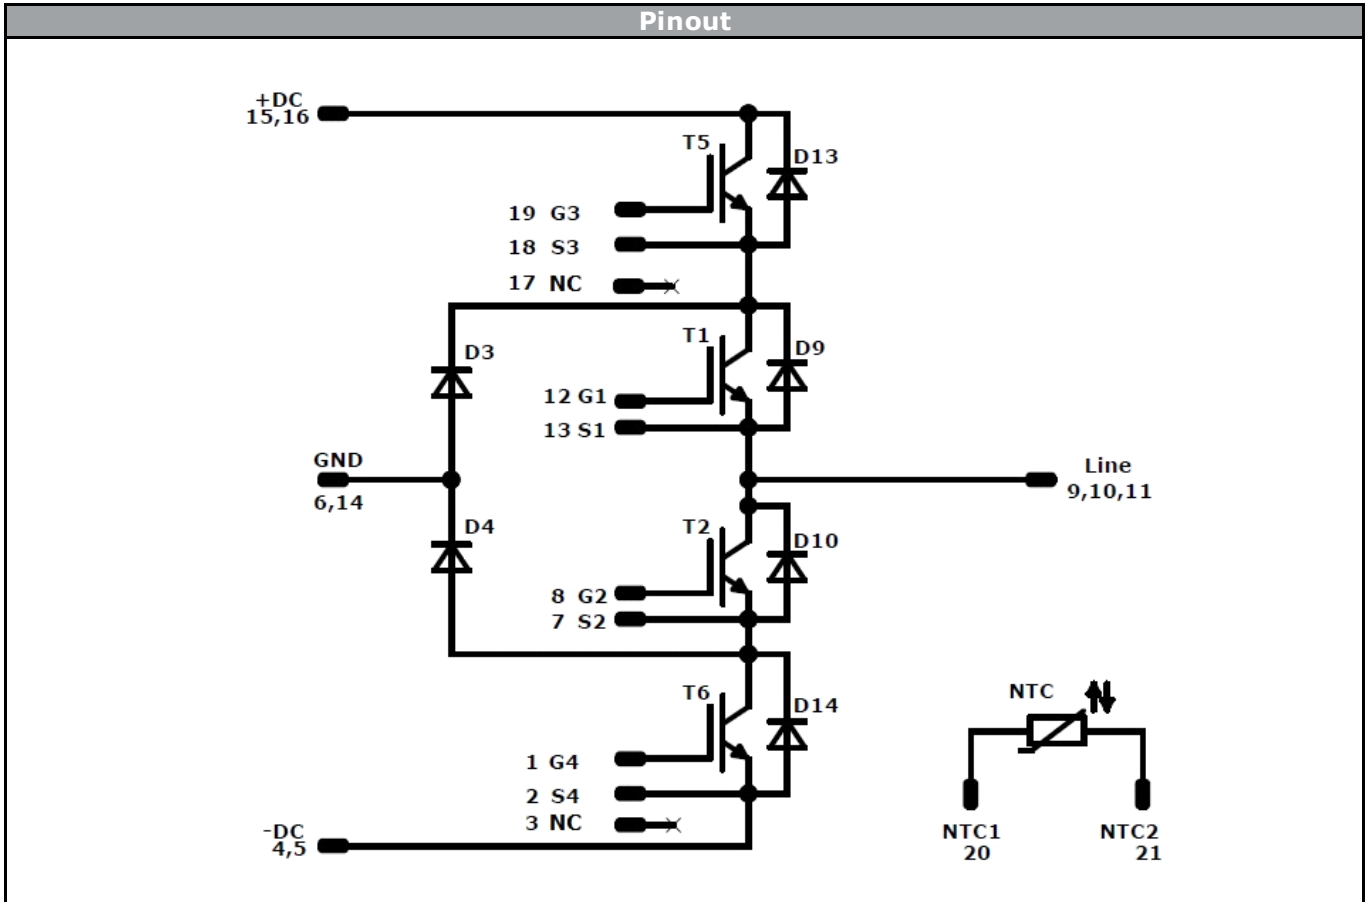 Pinout
+DC
15,16
T5
D13
19 G3
18 S3
17 NC
T1
D9
D3
12 G1
13 S1
GND
6,14
Line
9,10,11
D4
T2
D10
8 G2
7 S2
T6
D14
NTC
1 G4
2 S4
3 NC
-DC
4,5
NTC1
20
NTC2
21